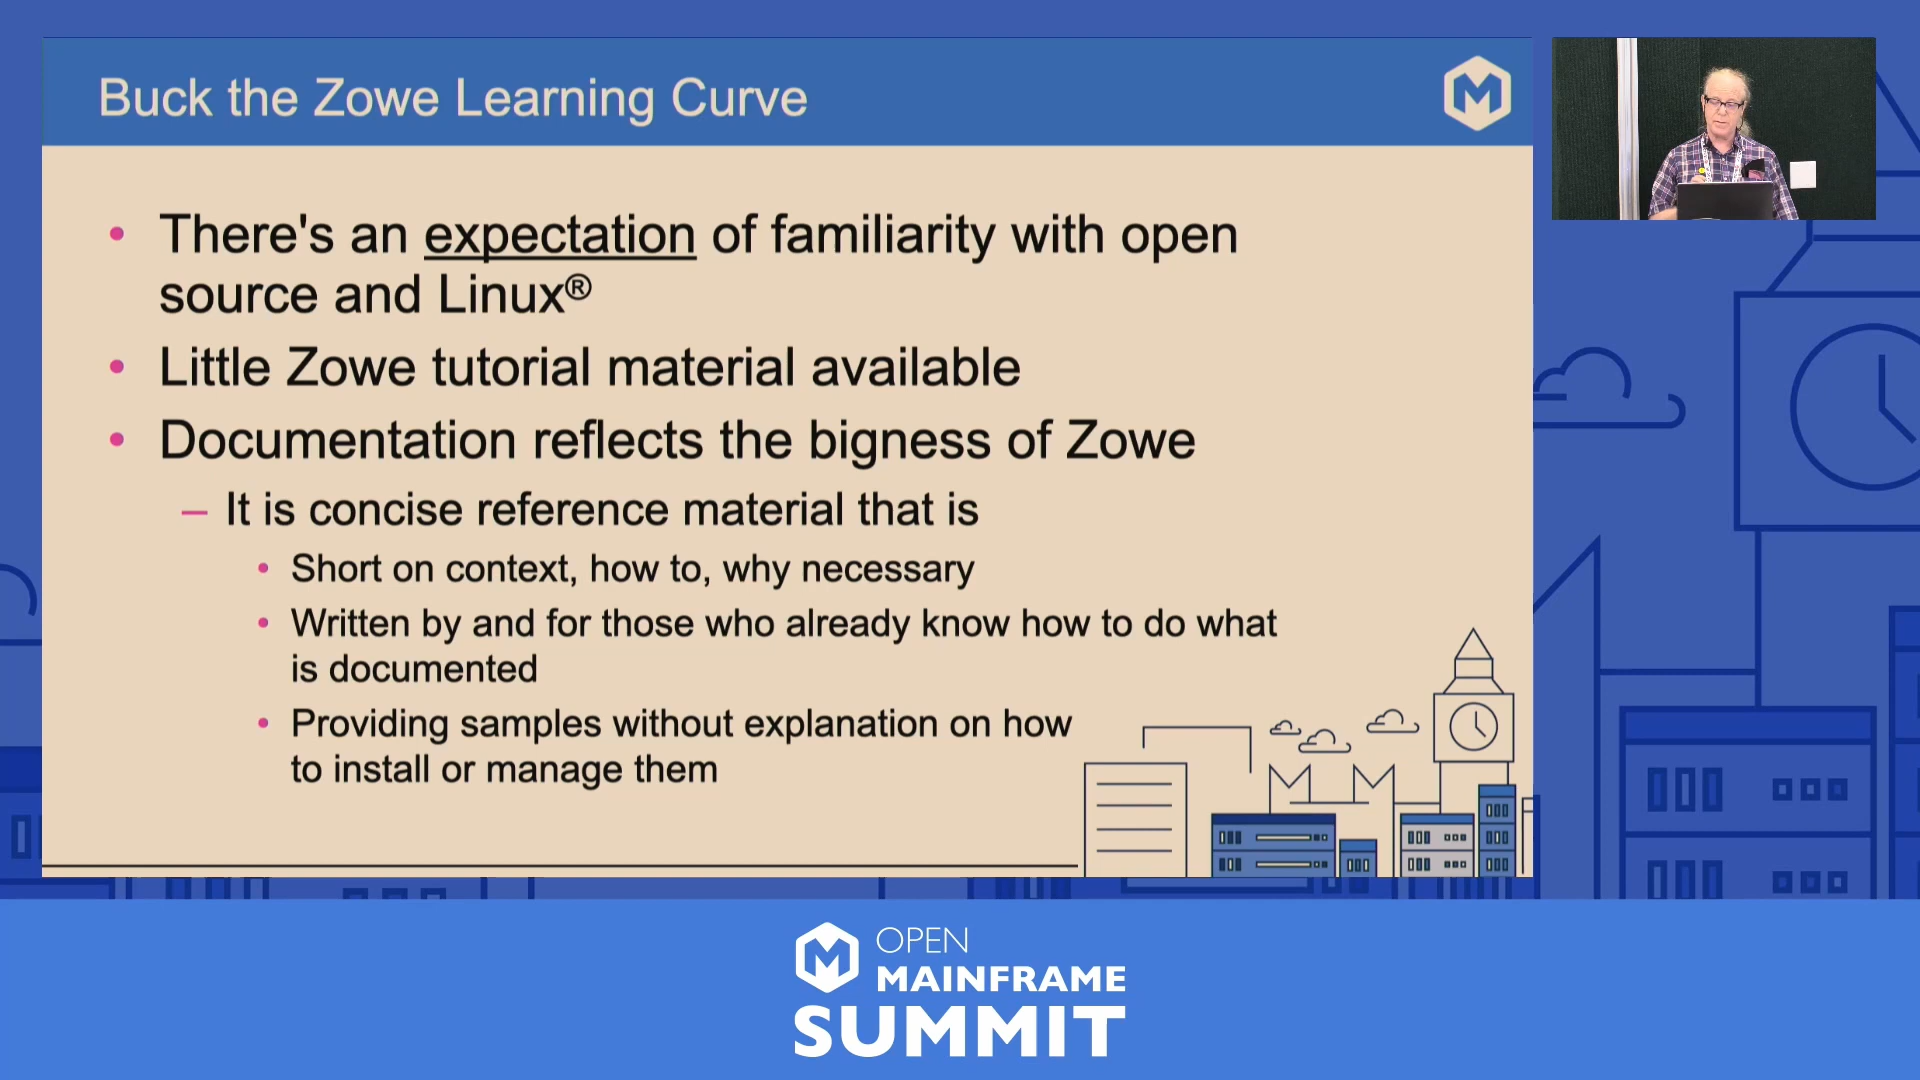 Buck the Zowe Learning Curve
• There's an expectation of familiarity with open
source and Linux®
• Little Zowe tutorial material available
• Documentation reflects the bigness of Zowe
– It is concise reference material that is
• Short on context, how to, why necessary
• Written by and for those who already know how to do what
is documented
• Providing samples without explanation on how
to install or manage them
OPEN
MAINFRAME
SUMMIT